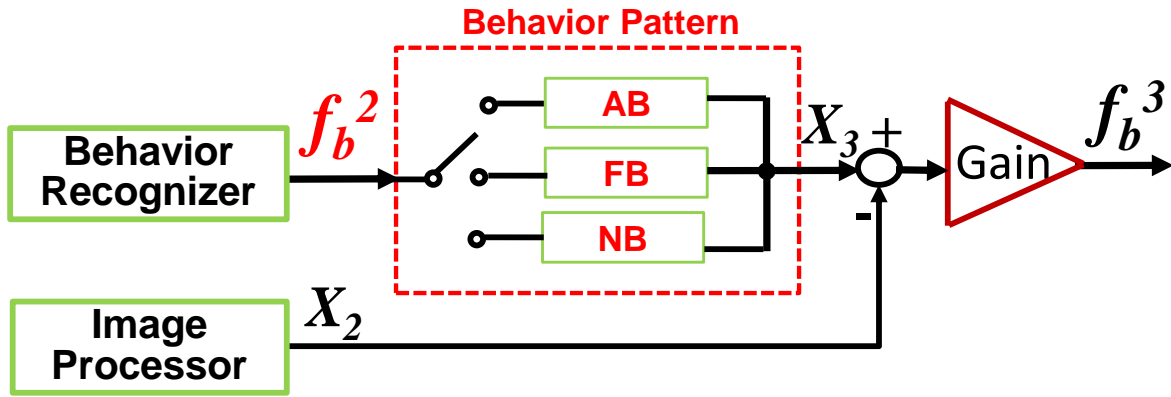 Behavior Pattern
Behavior
Recognizer
f_b^2
AB
FB
NB
X_3
+
-
Gain
f_b^3
Image
Processor
X_2